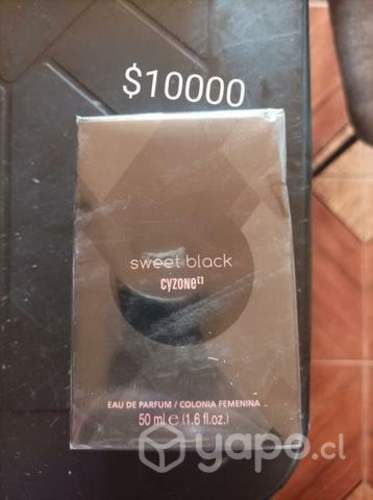 $10000
sweet black
cyzone
EAU DE PARFUM / COLONIA FEMENINA
50 ml e (1.6 fl.oz.)
yapo.cl